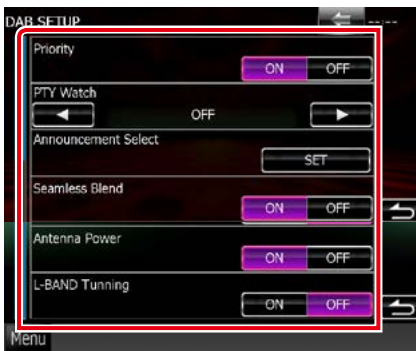 DAB SETUP --:--
Priority
ON OFF
PTY Watch
OFF
Announcement Select
SET
Seamless Blend
ON OFF
Antenna Power
ON OFF
L-BAND Tunning
ON OFF
Menu